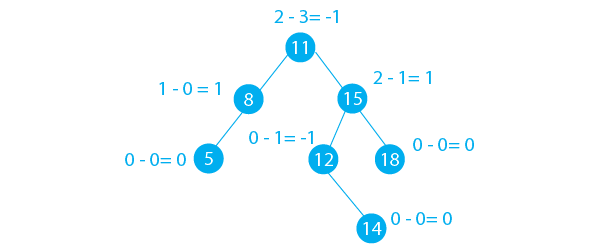 2 - 3= -1
11
1 - 0 = 1
8
15
2 - 1= 1
0 - 0= 0
5
0 - 1= -1
12
18
0 - 0= 0
14
0 - 0= 0